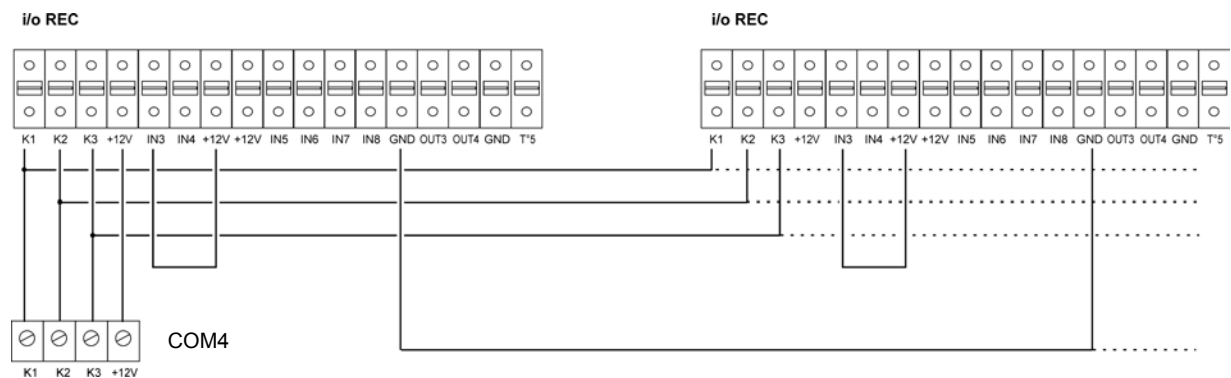 i/o REC i/o REC
K1 K2 K3 +12V IN3 IN4 +12V +12V IN5 IN6 IN7 IN8 GND OUT3 OUT4 GND T°5 K1 K2 K3 +12V IN3 IN4 +12V +12V IN5 IN6 IN7 IN8 GND OUT3 OUT4 GND T°5
COM4
K1 K2 K3 +12V